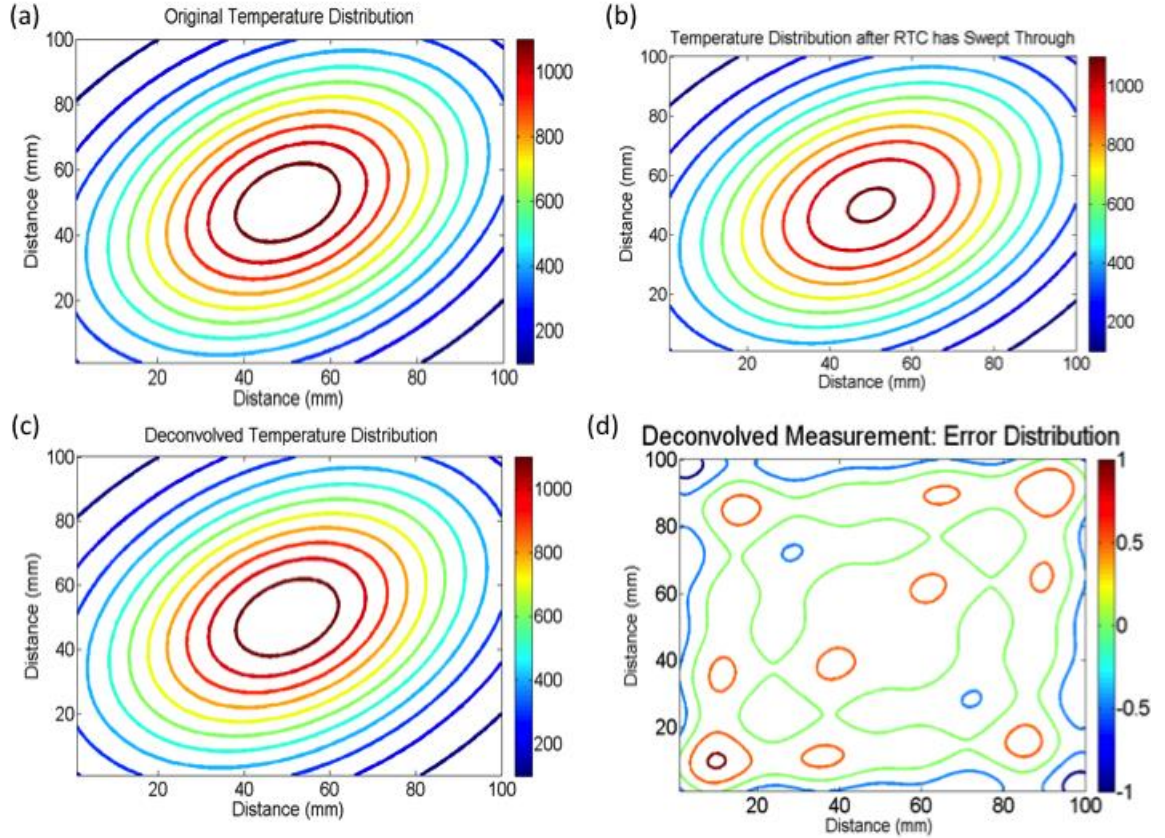 (a)
Original Temperature Distribution
100
80
60
40
20
Distance (mm)
20 40 60 80 100
Distance (mm)
1000
800
600
400
200
(b)
Temperature Distribution after RTC has Swept Through
100
80
60
40
20
Distance (mm)
20 40 60 80 100
Distance (mm)
1000
800
600
400
200
(c)
Deconvolved Temperature Distribution
100
80
60
40
20
Distance (mm)
20 40 60 80 100
Distance (mm)
1000
800
600
400
200
(d)
Deconvolved Measurement: Error Distribution
100
80
60
40
20
Distance (mm)
20 40 60 80 100
Distance (mm)
1
0.5
0
-0.5
-1